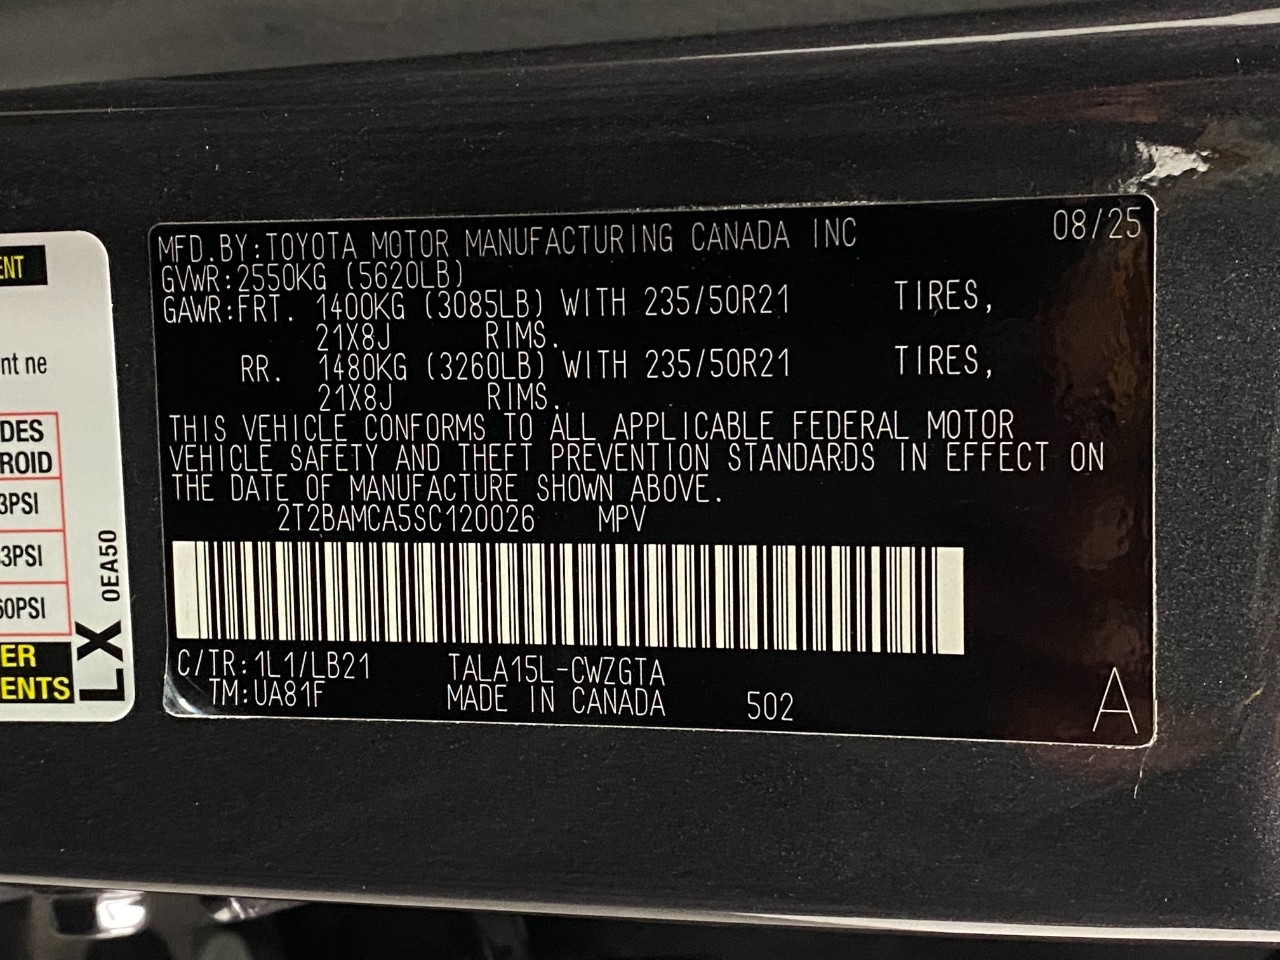 MFD.BY:TOYOTA MOTOR MANUFACTURING CANADA INC 08/25
GVWR:2550KG (5620LB)
GAWR:FRT. 1400KG (3085LB) WITH 235/50R21 TIRES,
21X8J RIMS.
RR. 1480KG (3260LB) WITH 235/50R21 TIRES,
21X8J RIMS.
THIS VEHICLE CONFORMS TO ALL APPLICABLE FEDERAL MOTOR
VEHICLE SAFETY AND THEFT PREVENTION STANDARDS IN EFFECT ON
THE DATE OF MANUFACTURE SHOWN ABOVE.
2T2BAMCA5SC120026 MPV
C/TR:1L1/LB21 TALA15L-CWZGTA
TM:UA81F MADE IN CANADA 502
A
ENT
nt ne
DES
ROID
3PSI
3PSI
60PSI
ER
ENTS
LX 0EA50